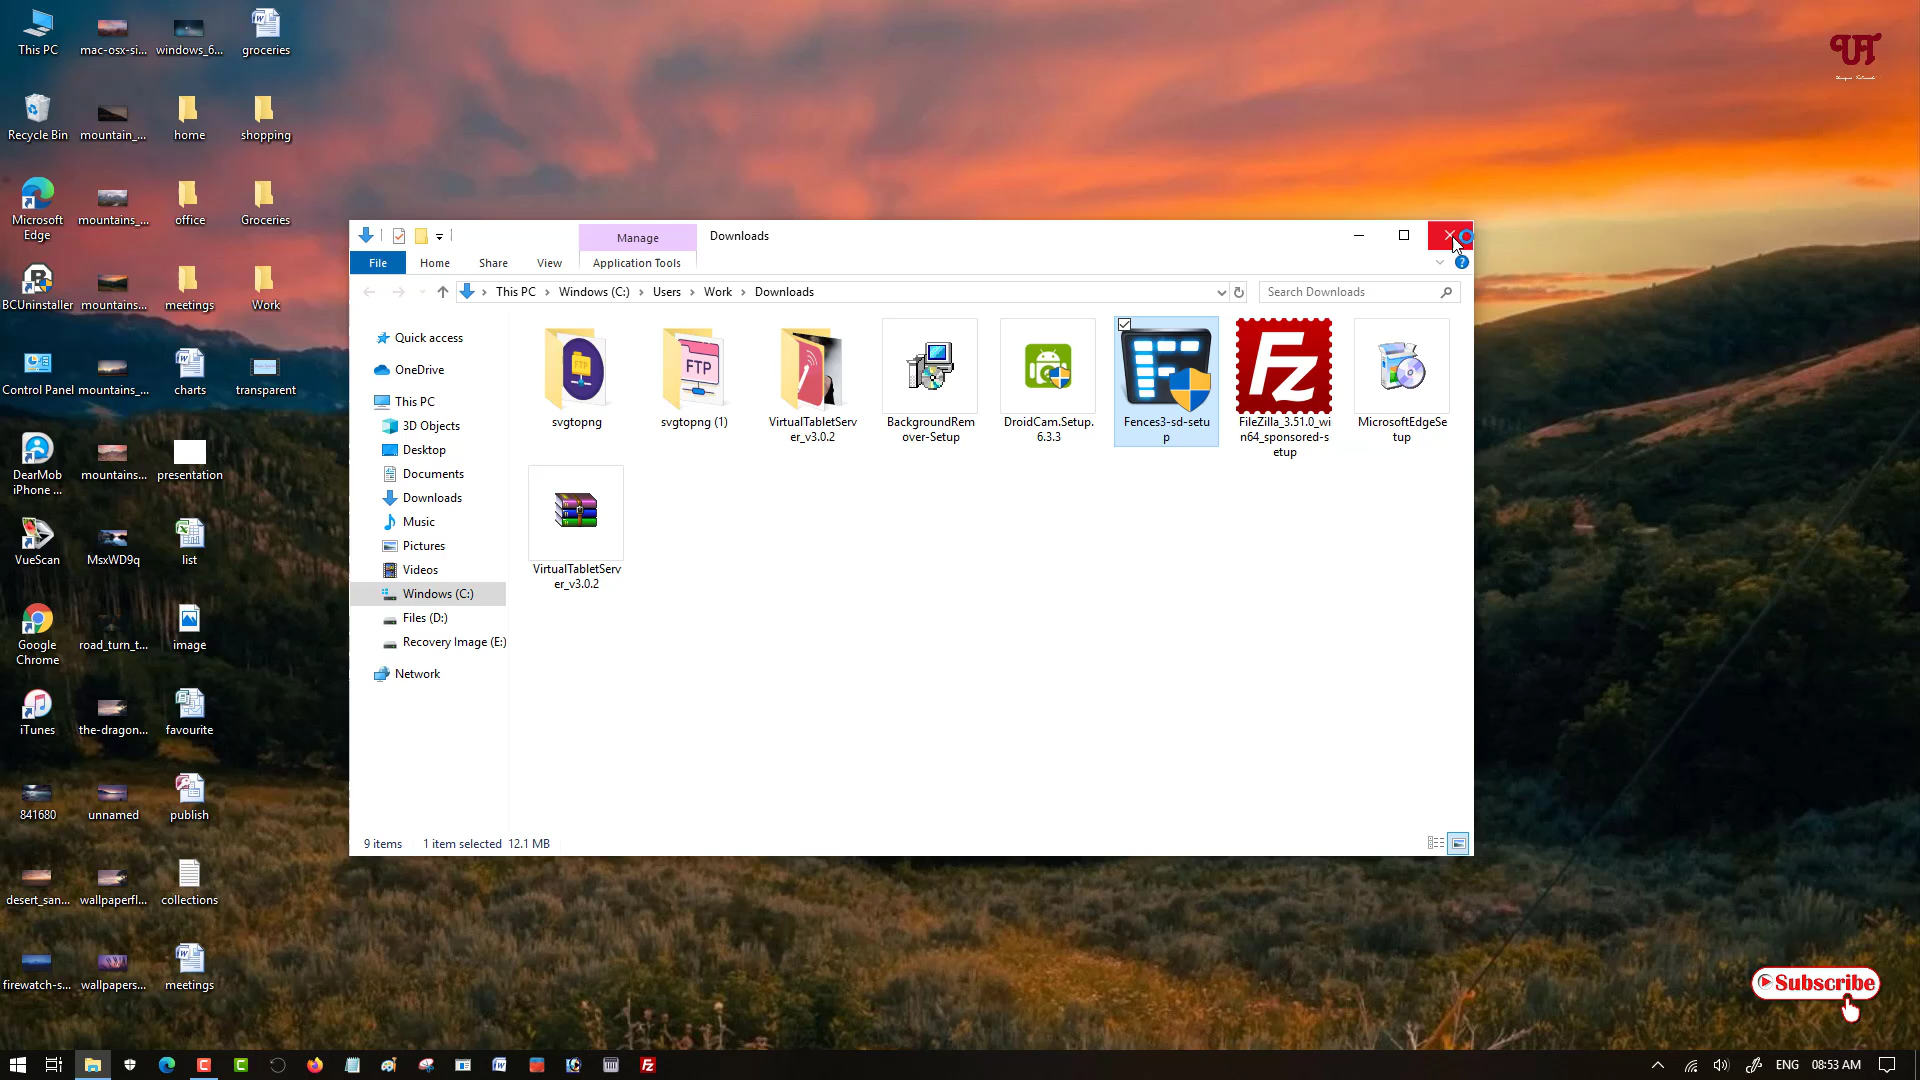 This PC
mac-osx-si...
windows_6...
groceries
Recycle Bin
mountain_...
home
shopping
Microsoft
Edge
mountains_...
office
Groceries
BCUninstaller
mountains...
meetings
Work
Control Panel
mountains_...
charts
transparent
DearMob
iPhone ...
mountains...
presentation
VueScan
MsxWD9q
list
Google
Chrome
road_turn_t...
image
iTunes
the-dragon...
favourite
841680
unnamed
publish
desert_san...
wallpaperfl...
collections
firewatch-s...
wallpapers...
meetings
Manage
Downloads
File
Home
Share
View
Application Tools
This PC > Windows (C:) > Users > Work > Downloads
Search Downloads
Quick access
OneDrive
This PC
3D Objects
Desktop
Documents
Downloads
Music
Pictures
Videos
Windows (C:)
Files (D:)
Recovery Image (E:)
Network
FTP
svgtopng
svgtopng (1)
VirtualTabletServ
er_v3.0.2
BackgroundRem
over-Setup
DroidCam.Setup.
6.3.3
Fences3-sd-setu
p
Fz
FileZilla_3.51.0_wi
n64_sponsored-s
etup
MicrosoftEdgeSe
tup
VirtualTabletServ
er_v3.0.2
9 items
1 item selected 12.1 MB
UT
Subscribe
ENG
08:53 AM